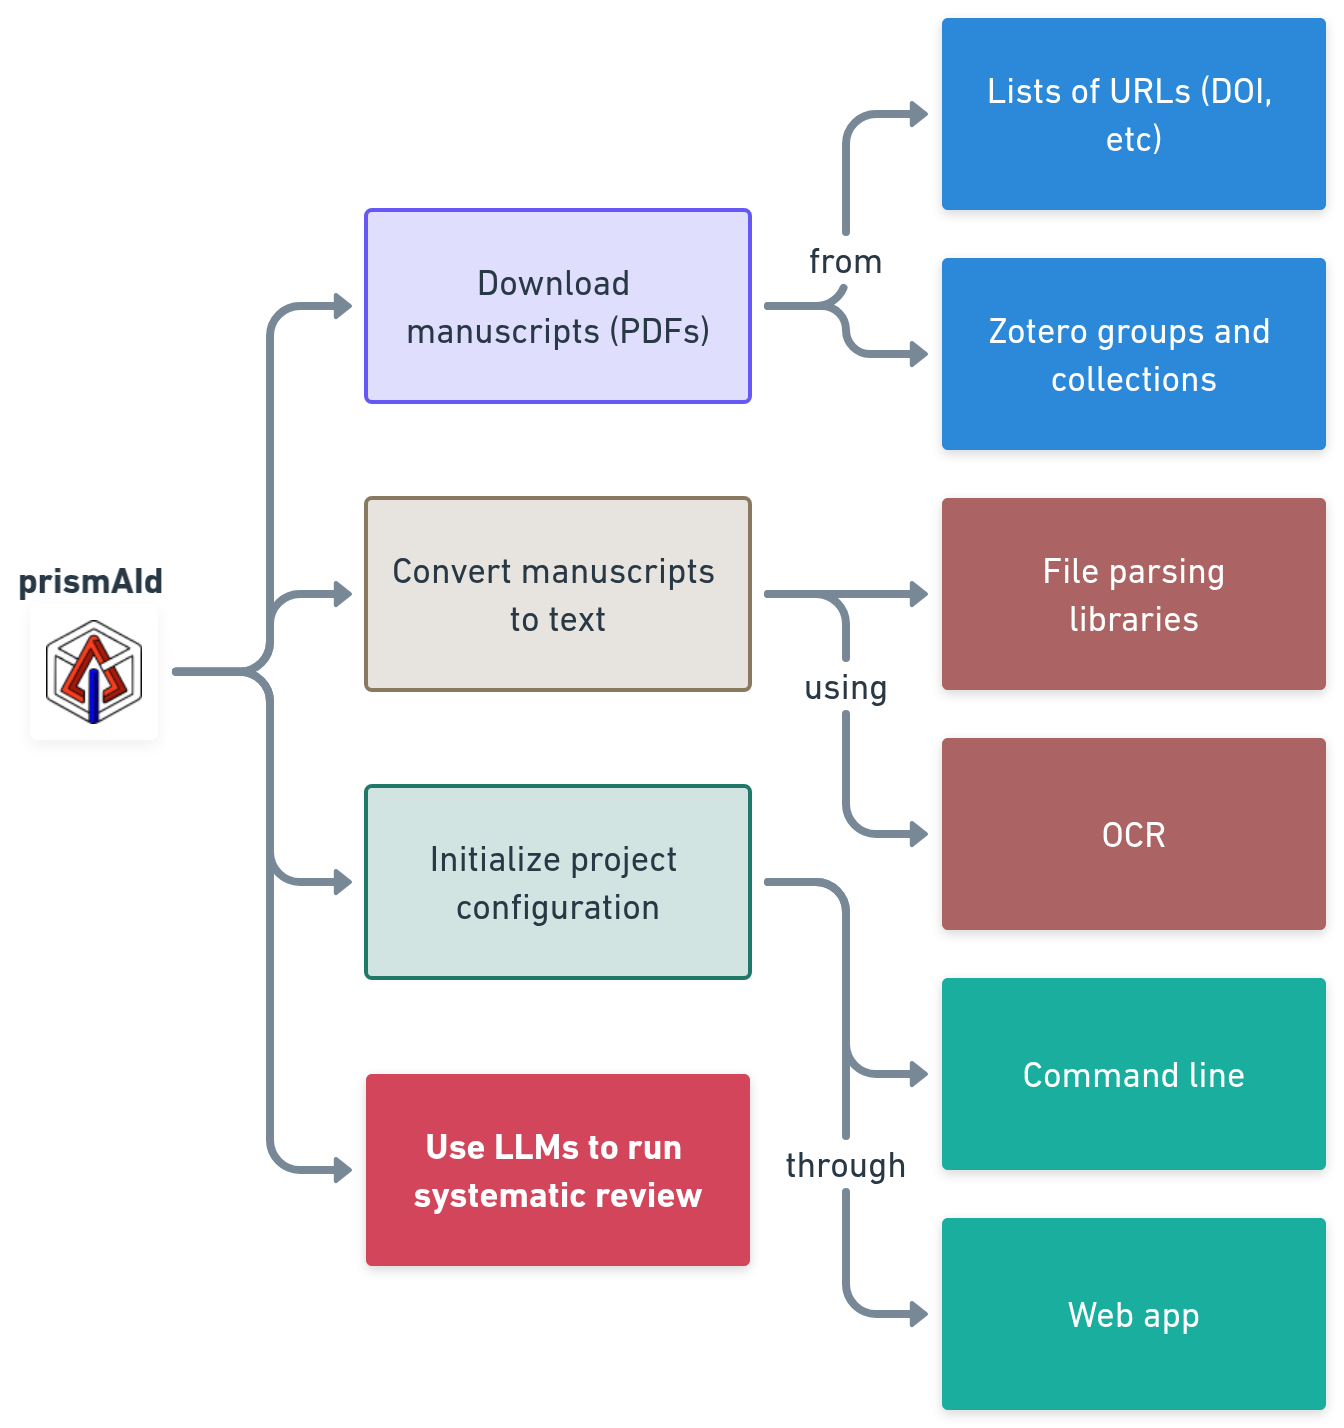 prismAId
Download
manuscripts (PDFs)
from
Lists of URLs (DOI,
etc)
Zotero groups and
collections
Convert manuscripts
to text
using
File parsing
libraries
OCR
Initialize project
configuration
through
Command line
Web app
Use LLMs to run
systematic review